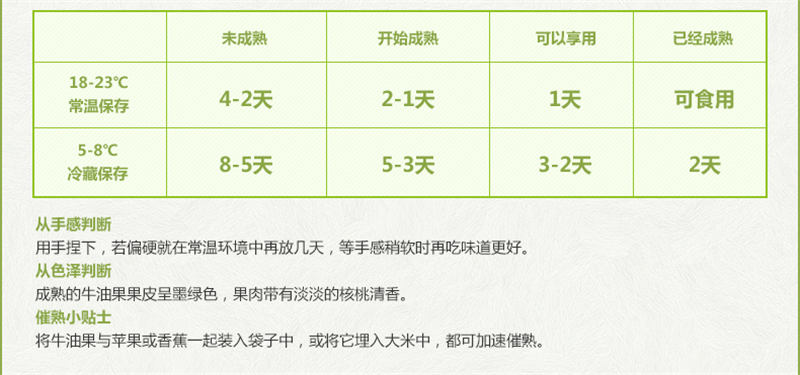 未成熟 开始成熟 可以享用 已经成熟
18-23℃
常温保存 4-2天 2-1天 1天 可食用
5-8℃
冷藏保存 8-5天 5-3天 3-2天 2天
从手感判断
用手捏下，若偏硬就在常温环境中再放几天，等手感稍软时再吃味道更好。
从色泽判断
成熟的牛油果果皮呈墨绿色，果肉带有淡淡的核桃清香。
催熟小贴士
将牛油果与苹果或香蕉一起装入袋子中，或将它埋入大米中，都可加速催熟。